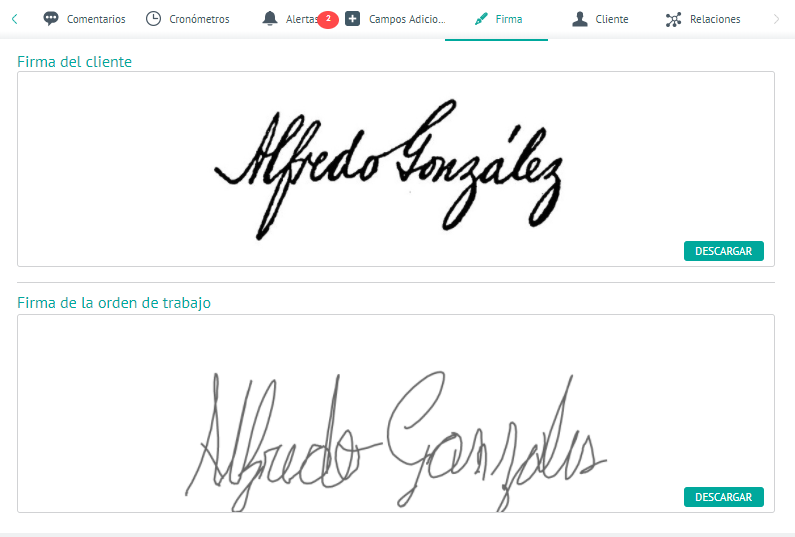 Comentarios Cronómetros Alertas 2 Campos Adicio... Firma Cliente Relaciones
Firma del cliente
Alfredo González
DESCARGAR
Firma de la orden de trabajo
Alfredo Gonzales
DESCARGAR